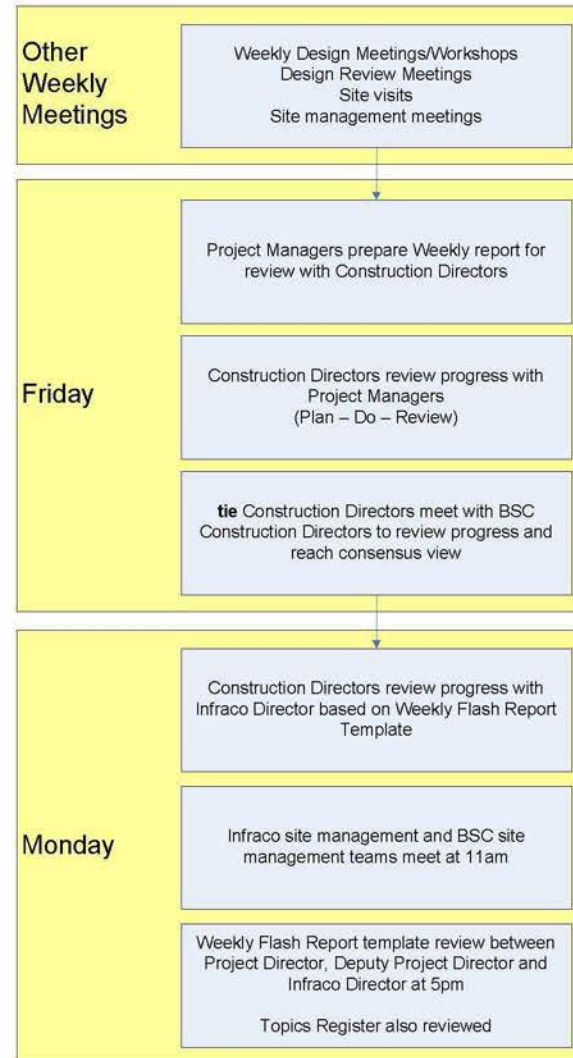 Other
Weekly
Meetings
Weekly Design Meetings/Workshops
Design Review Meetings
Site visits
Site management meetings
Friday
Project Managers prepare Weekly report for
review with Construction Directors
Construction Directors review progress with
Project Managers
(Plan – Do – Review)
tie Construction Directors meet with BSC
Construction Directors to review progress and
reach consensus view
Monday
Construction Directors review progress with
Infraco Director based on Weekly Flash Report
Template
Infraco site management and BSC site
management teams meet at 11am
Weekly Flash Report template review between
Project Director, Deputy Project Director and
Infraco Director at 5pm
Topics Register also reviewed